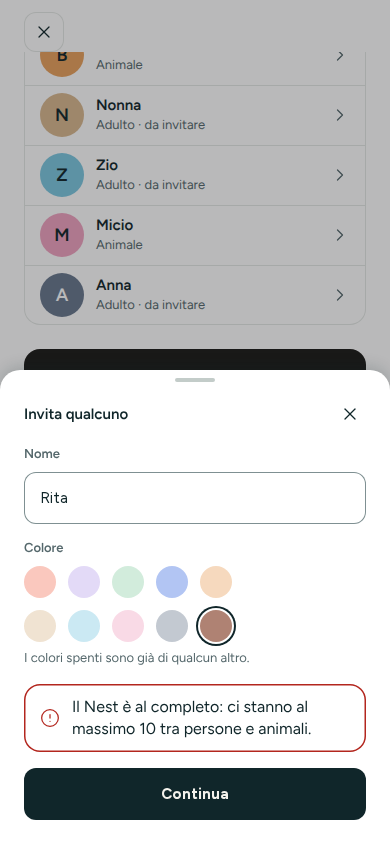 B
Animale
N
Nonna
Adulto · da invitare
Z
Zio
Adulto · da invitare
M
Micio
Animale
A
Anna
Adulto · da invitare
Invita qualcuno
Nome
Rita
Colore
I colori spenti sono già di qualcun altro.
Il Nest è al completo: ci stanno al
massimo 10 tra persone e animali.
Continua